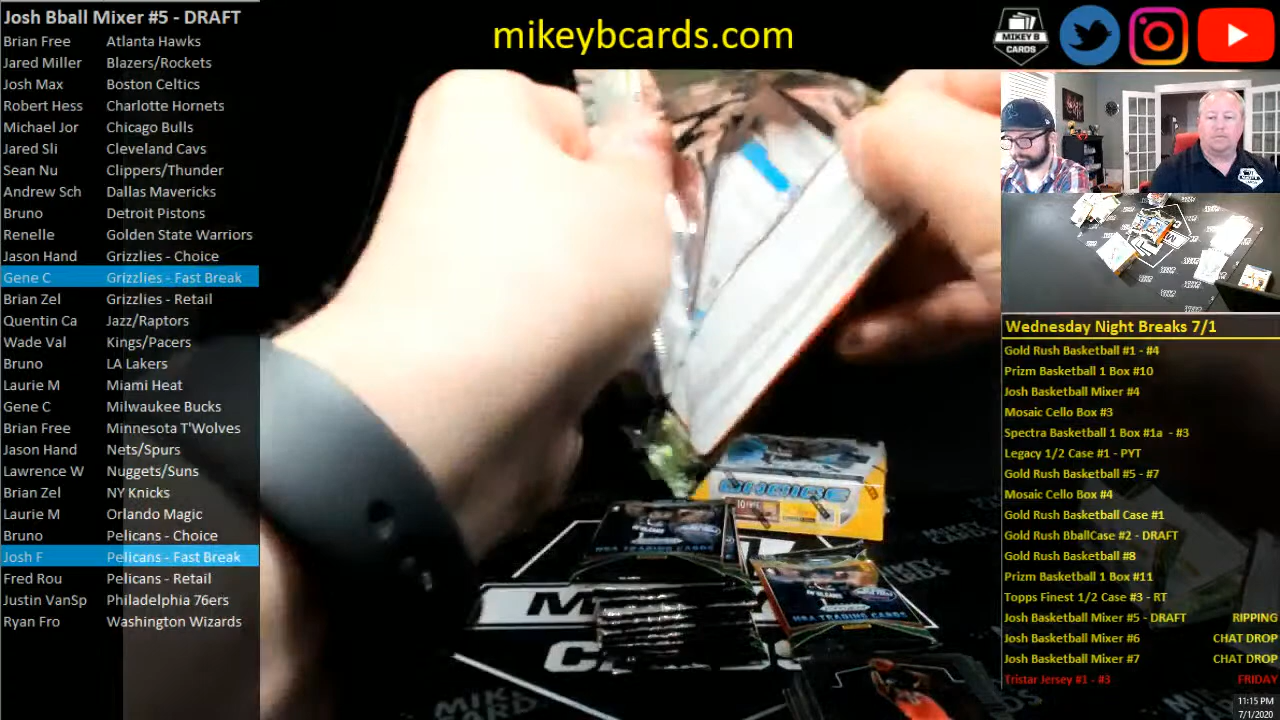 Josh Bball Mixer #5 - DRAFT
Brian Free Atlanta Hawks
Jared Miller Blazers/Rockets
Josh Max Boston Celtics
Robert Hess Charlotte Hornets
Michael Jor Chicago Bulls
Jared Sli Cleveland Cavs
Sean Nu Clippers/Thunder
Andrew Sch Dallas Mavericks
Bruno Detroit Pistons
Renelle Golden State Warriors
Jason Hand Grizzlies - Choice
Gene C Grizzlies - Fast Break
Brian Zel Grizzlies - Retail
Quentin Ca Jazz/Raptors
Wade Val Kings/Pacers
Bruno LA Lakers
Laurie M Miami Heat
Gene C Milwaukee Bucks
Brian Free Minnesota T'Wolves
Jason Hand Nets/Spurs
Lawrence W Nuggets/Suns
Brian Zel NY Knicks
Laurie M Orlando Magic
Bruno Pelicans - Choice
Josh F Pelicans - Fast Break
Fred Rou Pelicans - Retail
Justin VanSp Philadelphia 76ers
Ryan Fro Washington Wizards
mikeybcards.com
MIKEY B
CARDS
NBA TRADING CARDS
NBA TRADING CARDS
CARDS
Wednesday Night Breaks 7/1
Gold Rush Basketball #1 - #4
Prizm Basketball 1 Box #10
Josh Basketball Mixer #4
Mosaic Cello Box #3
Spectra Basketball 1 Box #1a - #3
Legacy 1/2 Case #1 - PYT
Gold Rush Basketball #5 - #7
Mosaic Cello Box #4
Gold Rush Basketball Case #1
Gold Rush BballCase #2 - DRAFT
Gold Rush Basketball #8
Prizm Basketball 1 Box #11
Topps Finest 1/2 Case #3 - RT
Josh Basketball Mixer #5 - DRAFT RIPPING
Josh Basketball Mixer #6 CHAT DROP
Josh Basketball Mixer #7 CHAT DROP
Tristar Jersey #1 - #3 FRIDAY
11:15 PM
7/1/2020